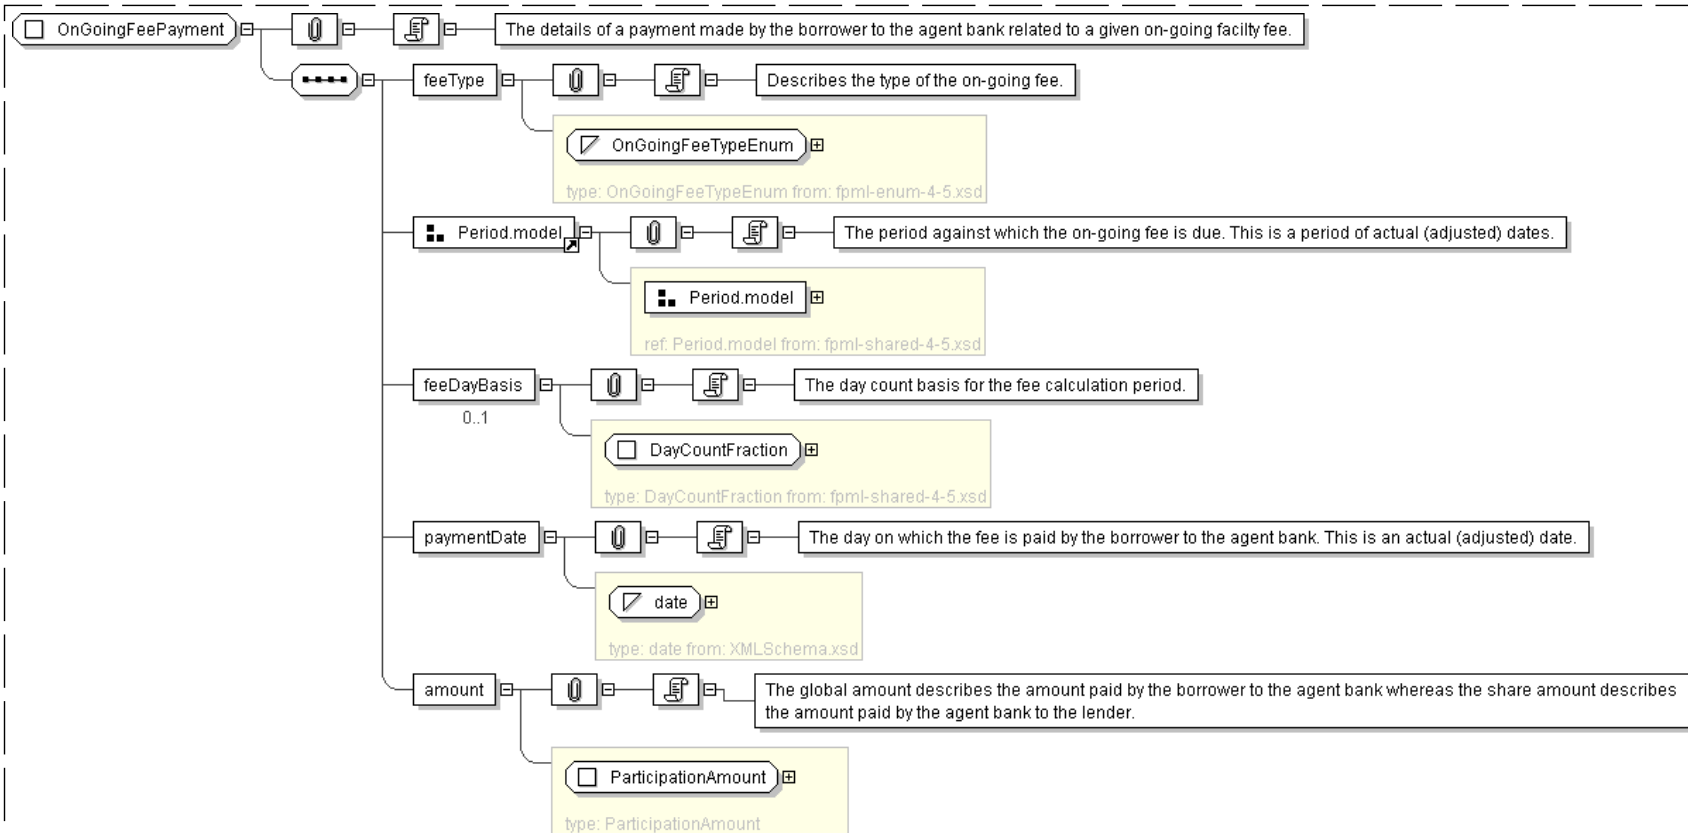 OnGoingFeePayment
The details of a payment made by the borrower to the agent bank related to a given on-going facilty fee.
feeType
Describes the type of the on-going fee.
OnGoingFeeTypeEnum
type: OnGoingFeeTypeEnum from: fpml-enum-4-5.xsd
Period.model
The period against which the on-going fee is due. This is a period of actual (adjusted) dates.
Period.model
ref: Period.model from: fpml-shared-4-5.xsd
feeDayBasis
The day count basis for the fee calculation period.
0..1
DayCountFraction
type: DayCountFraction from: fpml-shared-4-5.xsd
paymentDate
The day on which the fee is paid by the borrower to the agent bank. This is an actual (adjusted) date.
date
type: date from: XMLSchema.xsd
amount
The global amount describes the amount paid by the borrower to the agent bank whereas the share amount describes
the amount paid by the agent bank to the lender.
ParticipationAmount
type: ParticipationAmount